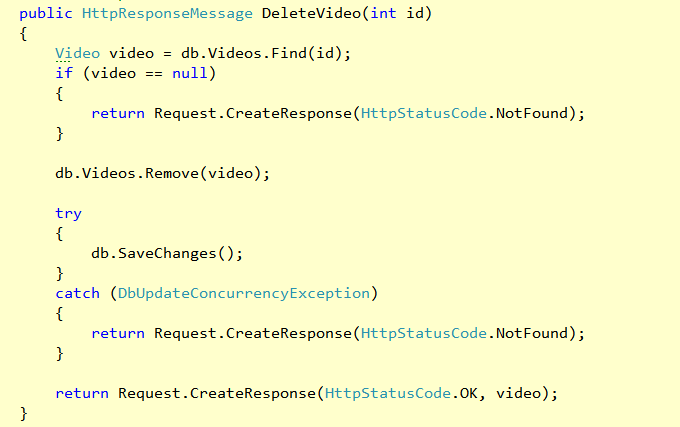 public HttpResponseMessage DeleteVideo(int id)
{
    Video video = db.Videos.Find(id);
    if (video == null)
    {
        return Request.CreateResponse(HttpStatusCode.NotFound);
    }

    db.Videos.Remove(video);

    try
    {
        db.SaveChanges();
    }
    catch (DbUpdateConcurrencyException)
    {
        return Request.CreateResponse(HttpStatusCode.NotFound);
    }

    return Request.CreateResponse(HttpStatusCode.OK, video);
}